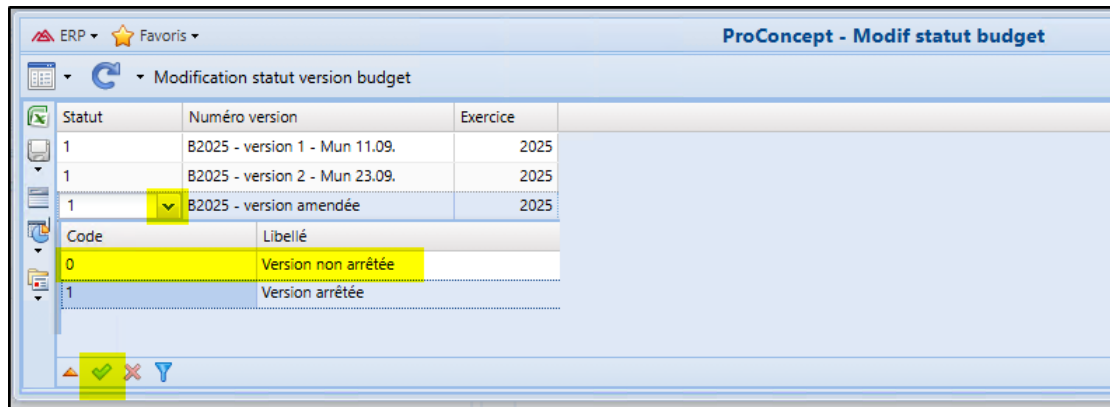 ERP Favoris ProConcept - Modif statut budget
Modification statut version budget
Statut Numéro version Exercice
1 B2025 - version 1 - Mun 11.09. 2025
1 B2025 - version 2 - Mun 23.09. 2025
1 B2025 - version amendée 2025
Code Libellé
0 Version non arrêtée
1 Version arrêtée